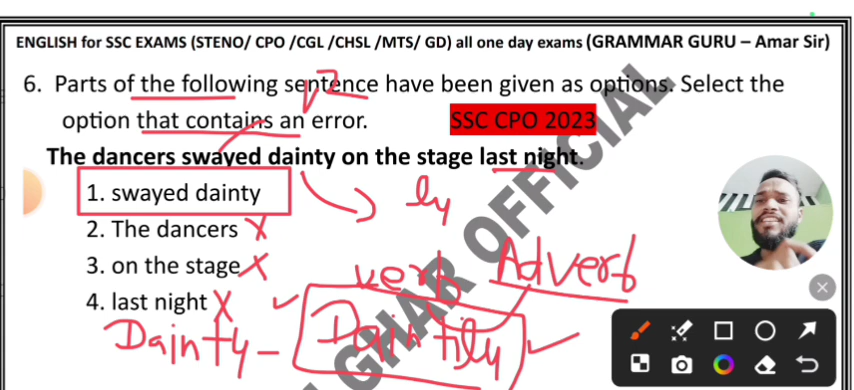 ENGLISH for SSC EXAMS (STENO/ CPO /CGL /CHSL /MTS/ GD) all one day exams (GRAMMAR GURU – Amar Sir)
6. Parts of the following sentence have been given as options. Select the
option that contains an error. SSC CPO 2023
The dancers swayed dainty on the stage last night.
1. swayed dainty
ly
2. The dancers X
3. on the stage X
verb Adverb
4. last night X
Dainty - Daintily
GHAR OFFICIAL